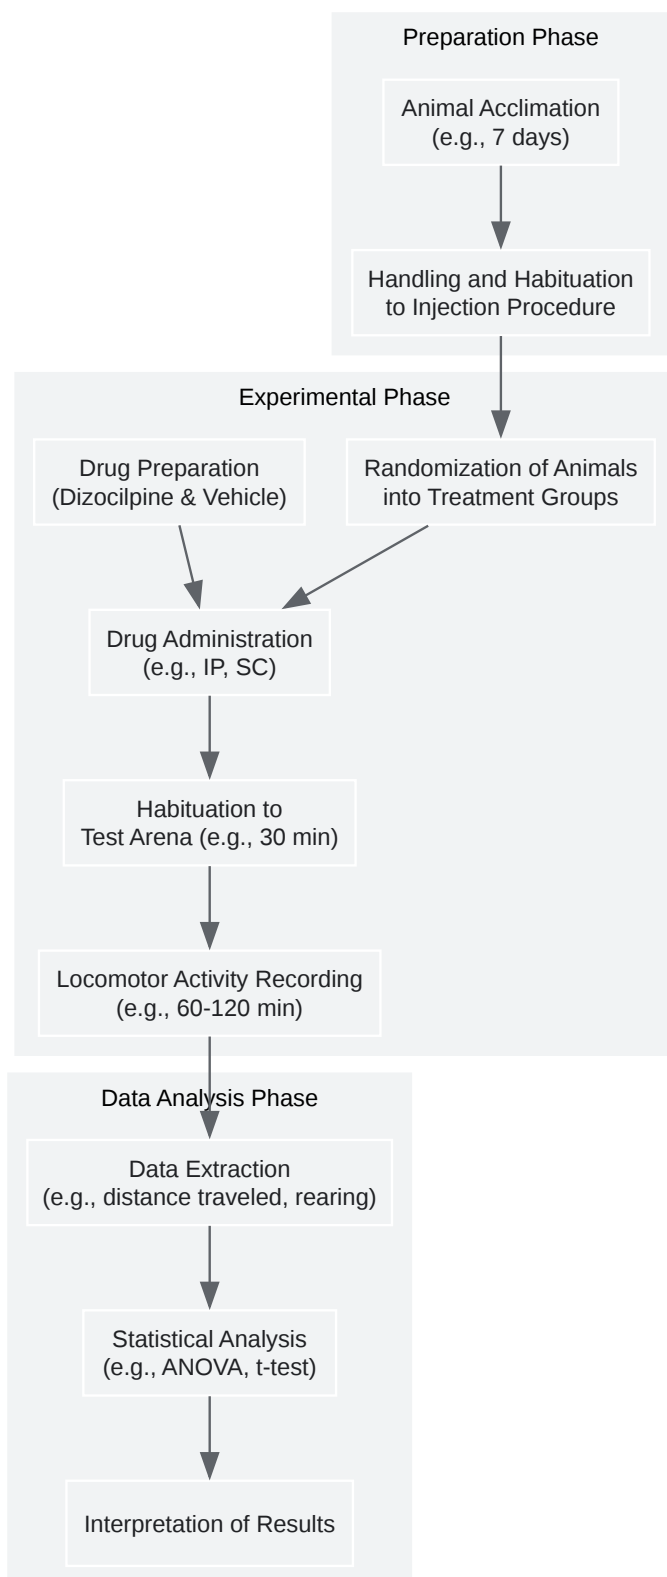 Preparation Phase
Animal Acclimation
(e.g., 7 days)
Handling and Habituation
to Injection Procedure
Experimental Phase
Drug Preparation
(Dizocilpine & Vehicle)
Randomization of Animals
into Treatment Groups
Drug Administration
(e.g., IP, SC)
Habituation to
Test Arena (e.g., 30 min)
Locomotor Activity Recording
(e.g., 60-120 min)
Data Analysis Phase
Data Extraction
(e.g., distance traveled, rearing)
Statistical Analysis
(e.g., ANOVA, t-test)
Interpretation of Results